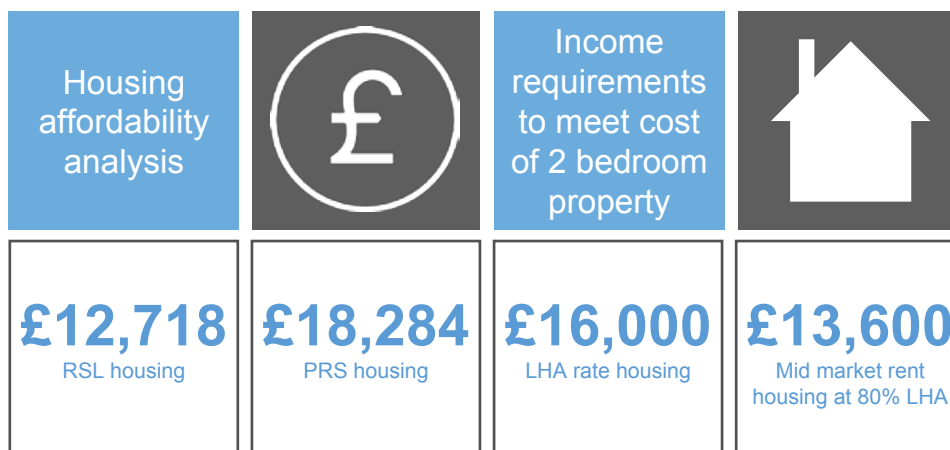 Housing
affordability
analysis
£
Income
requirements
to meet cost
of 2 bedroom
property
£12,718
RSL housing
£18,284
PRS housing
£16,000
LHA rate housing
£13,600
Mid market rent
housing at 80% LHA